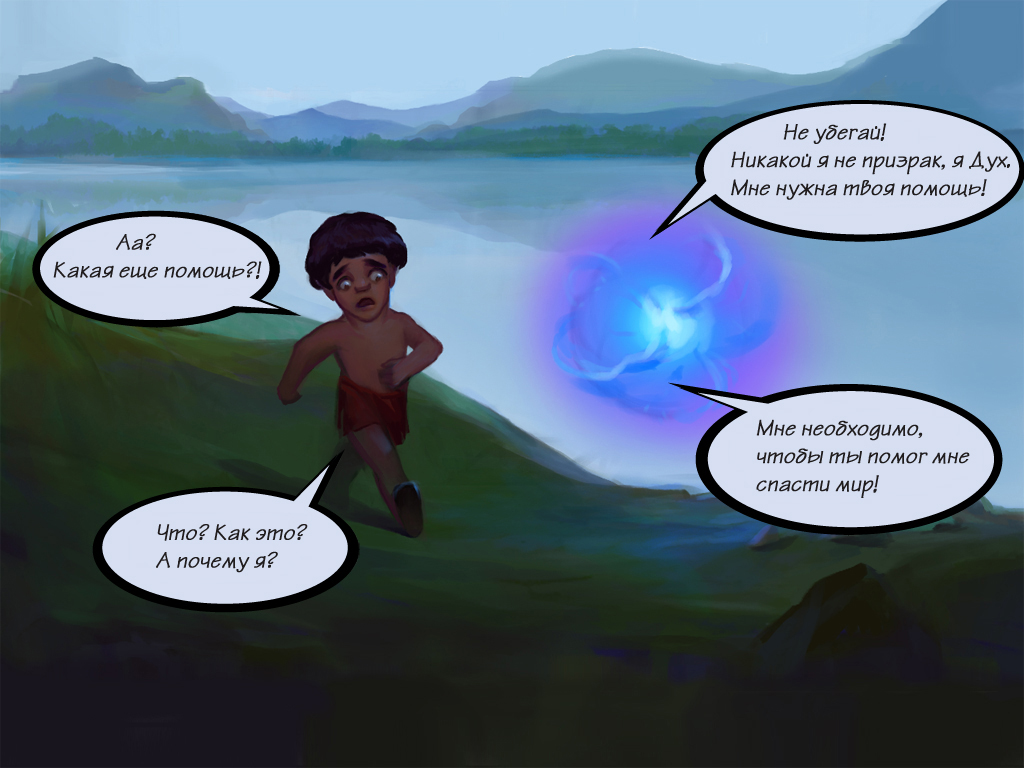 Не убегай!
Никакой я не призрак, я Дух.
Мне нужна твоя помощь!
Аа?
Какая еще помощь?!
Мне необходимо,
чтобы ты помог мне
спасти мир!
Что? Как это?
А почему я?